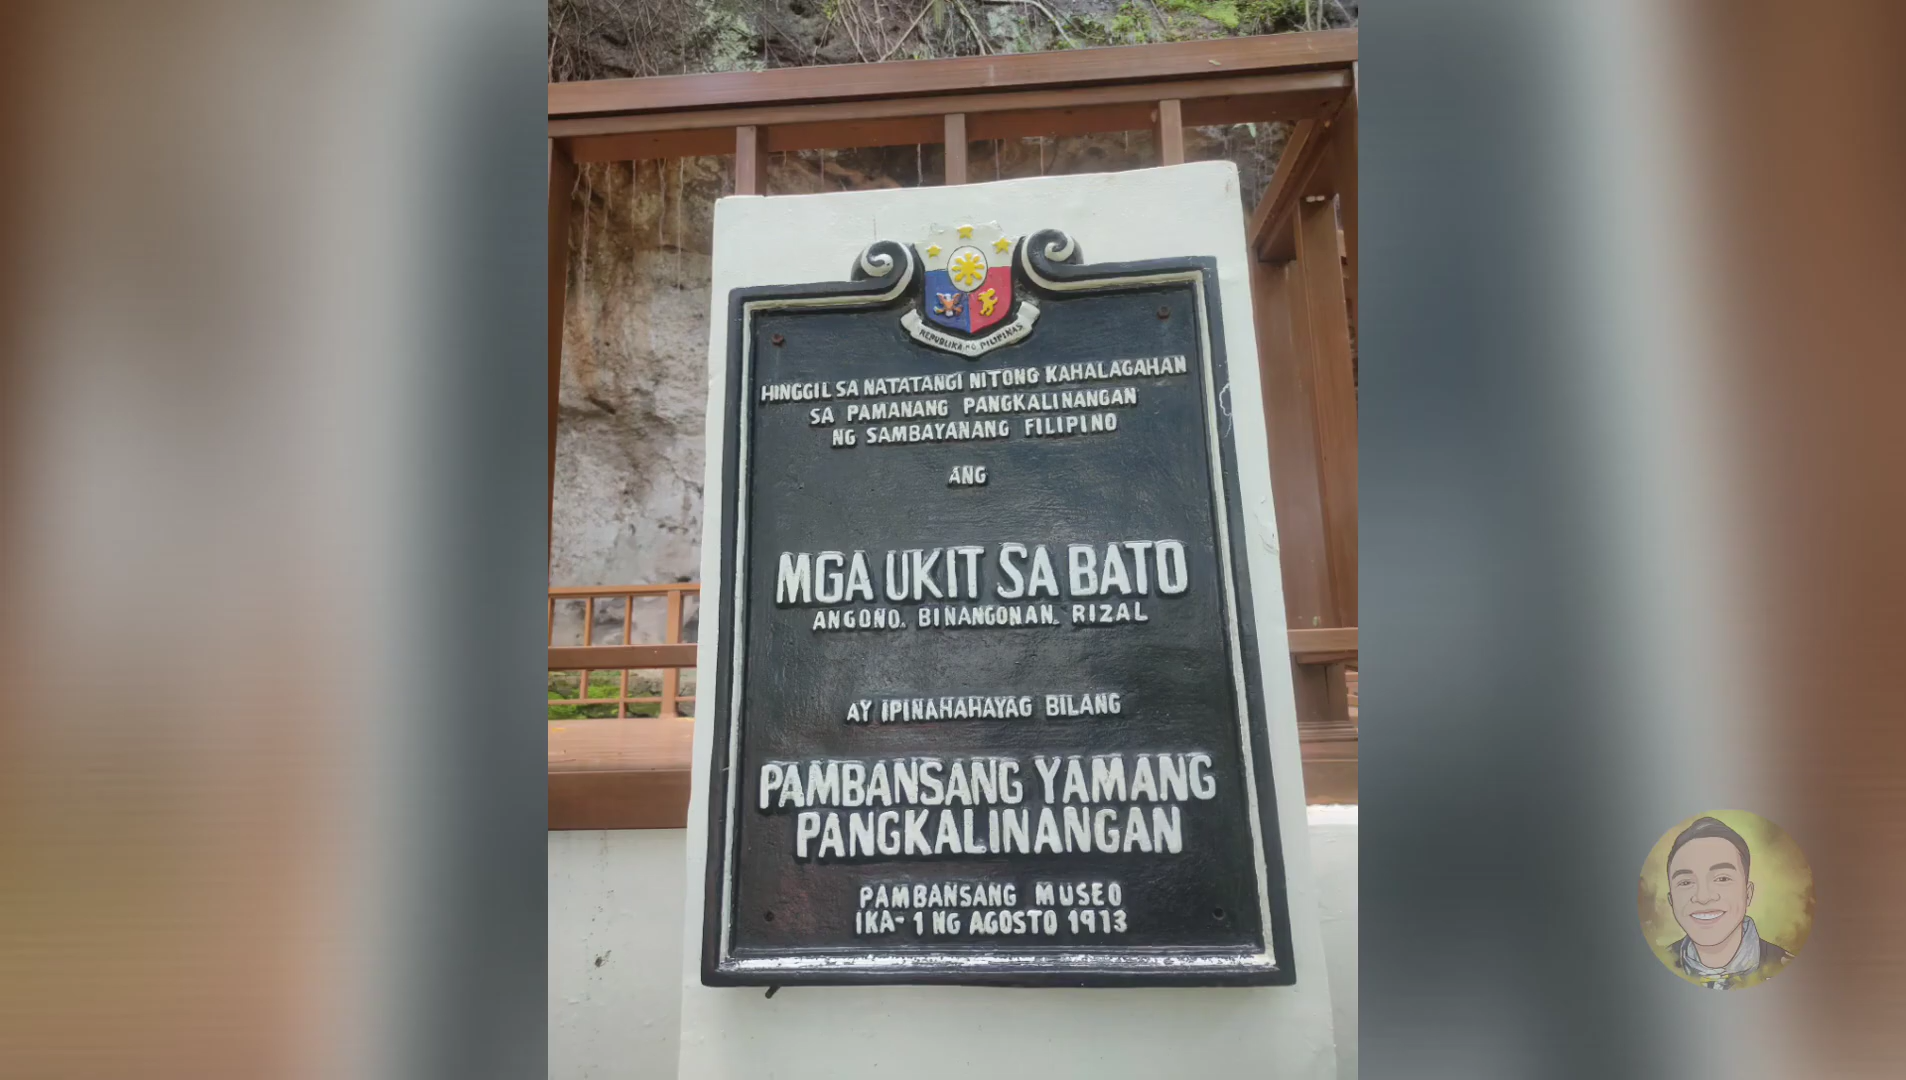 REPUBLIKA NG PILIPINAS
HINGGIL SA NATATANGI NITONG KAHALAGAHAN
SA PAMANANG PANGKALINANGAN
NG SAMBAYANANG FILIPINO
ANG
MGA UKIT SA BATO
ANGONO, BINANGONAN, RIZAL
AY IPINAHAHAYAG BILANG
PAMBANSANG YAMANG
PANGKALINANGAN
PAMBANSANG MUSEO
IKA-1 NG AGOSTO 1973